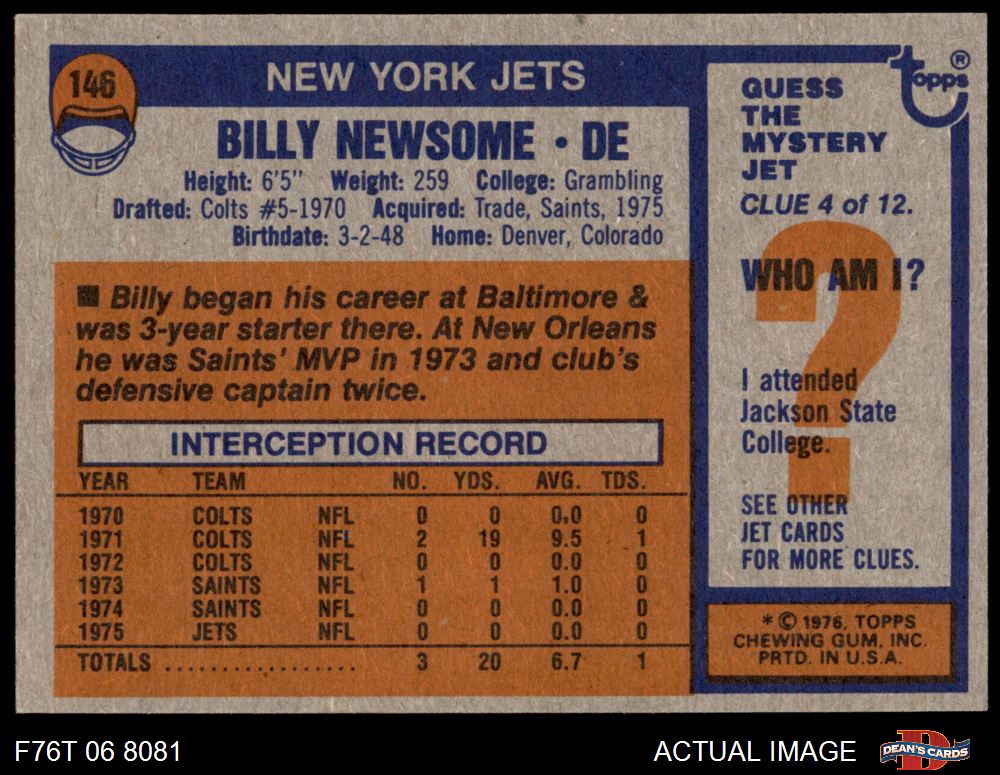 146
NEW YORK JETS
BILLY NEWSOME • DE
Height: 6'5" Weight: 259 College: Grambling
Drafted: Colts #5-1970 Acquired: Trade, Saints, 1975
Birthdate: 3-2-48 Home: Denver, Colorado
■ Billy began his career at Baltimore &
was 3-year starter there. At New Orleans
he was Saints' MVP in 1973 and club's
defensive captain twice.
INTERCEPTION RECORD
YEAR TEAM NO. YDS. AVG. TDS.
1970 COLTS NFL 0 0 0.0 0
1971 COLTS NFL 2 19 9.5 1
1972 COLTS NFL 0 0 0.0 0
1973 SAINTS NFL 1 1 1.0 0
1974 SAINTS NFL 0 0 0.0 0
1975 JETS NFL 0 0 0.0 0
TOTALS .................. 3 20 6.7 1
topps®
GUESS
THE
MYSTERY
JET
CLUE 4 of 12.
WHO AM I?
?
I attended
Jackson State
College.
SEE OTHER
JET CARDS
FOR MORE CLUES.
* © 1976, TOPPS
CHEWING GUM, INC.
PRTD. IN U.S.A.
F76T 06 8081
ACTUAL IMAGE
D
DEAN'S CARDS